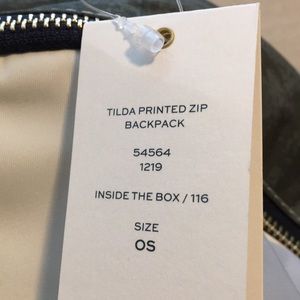 TILDA PRINTED ZIP
BACKPACK
54564
1219
INSIDE THE BOX / 116
SIZE
OS